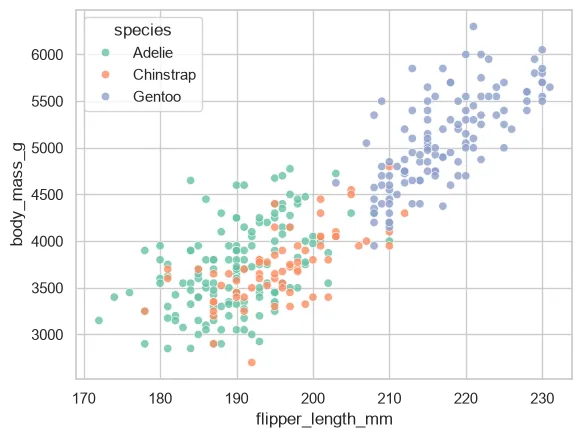 species
Adelie
Chinstrap
Gentoo
body_mass_g
6000
5500
5000
4500
4000
3500
3000
170 180 190 200 210 220 230
flipper_length_mm